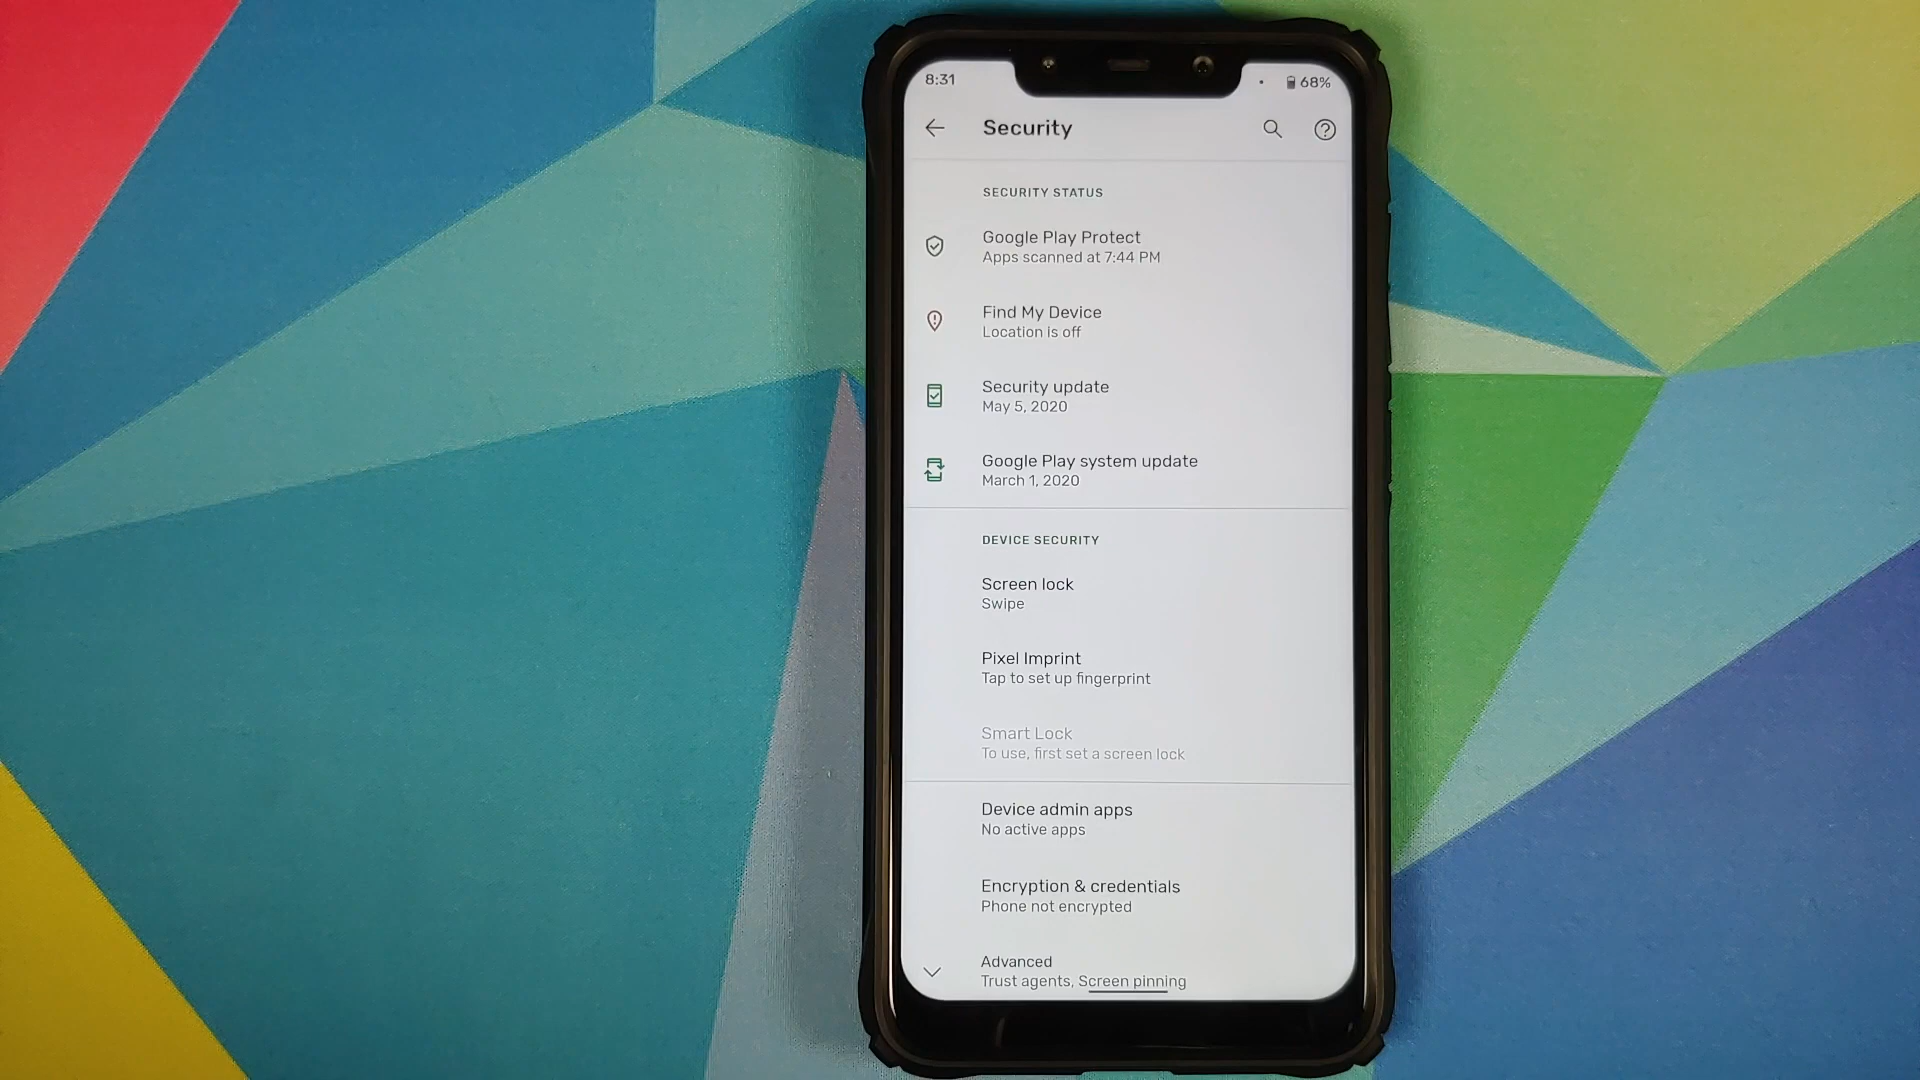 8:31
68%
Security
SECURITY STATUS
Google Play Protect
Apps scanned at 7:44 PM
Find My Device
Location is off
Security update
May 5, 2020
Google Play system update
March 1, 2020
DEVICE SECURITY
Screen lock
Swipe
Pixel Imprint
Tap to set up fingerprint
Smart Lock
To use, first set a screen lock
Device admin apps
No active apps
Encryption & credentials
Phone not encrypted
Advanced
Trust agents, Screen pinning